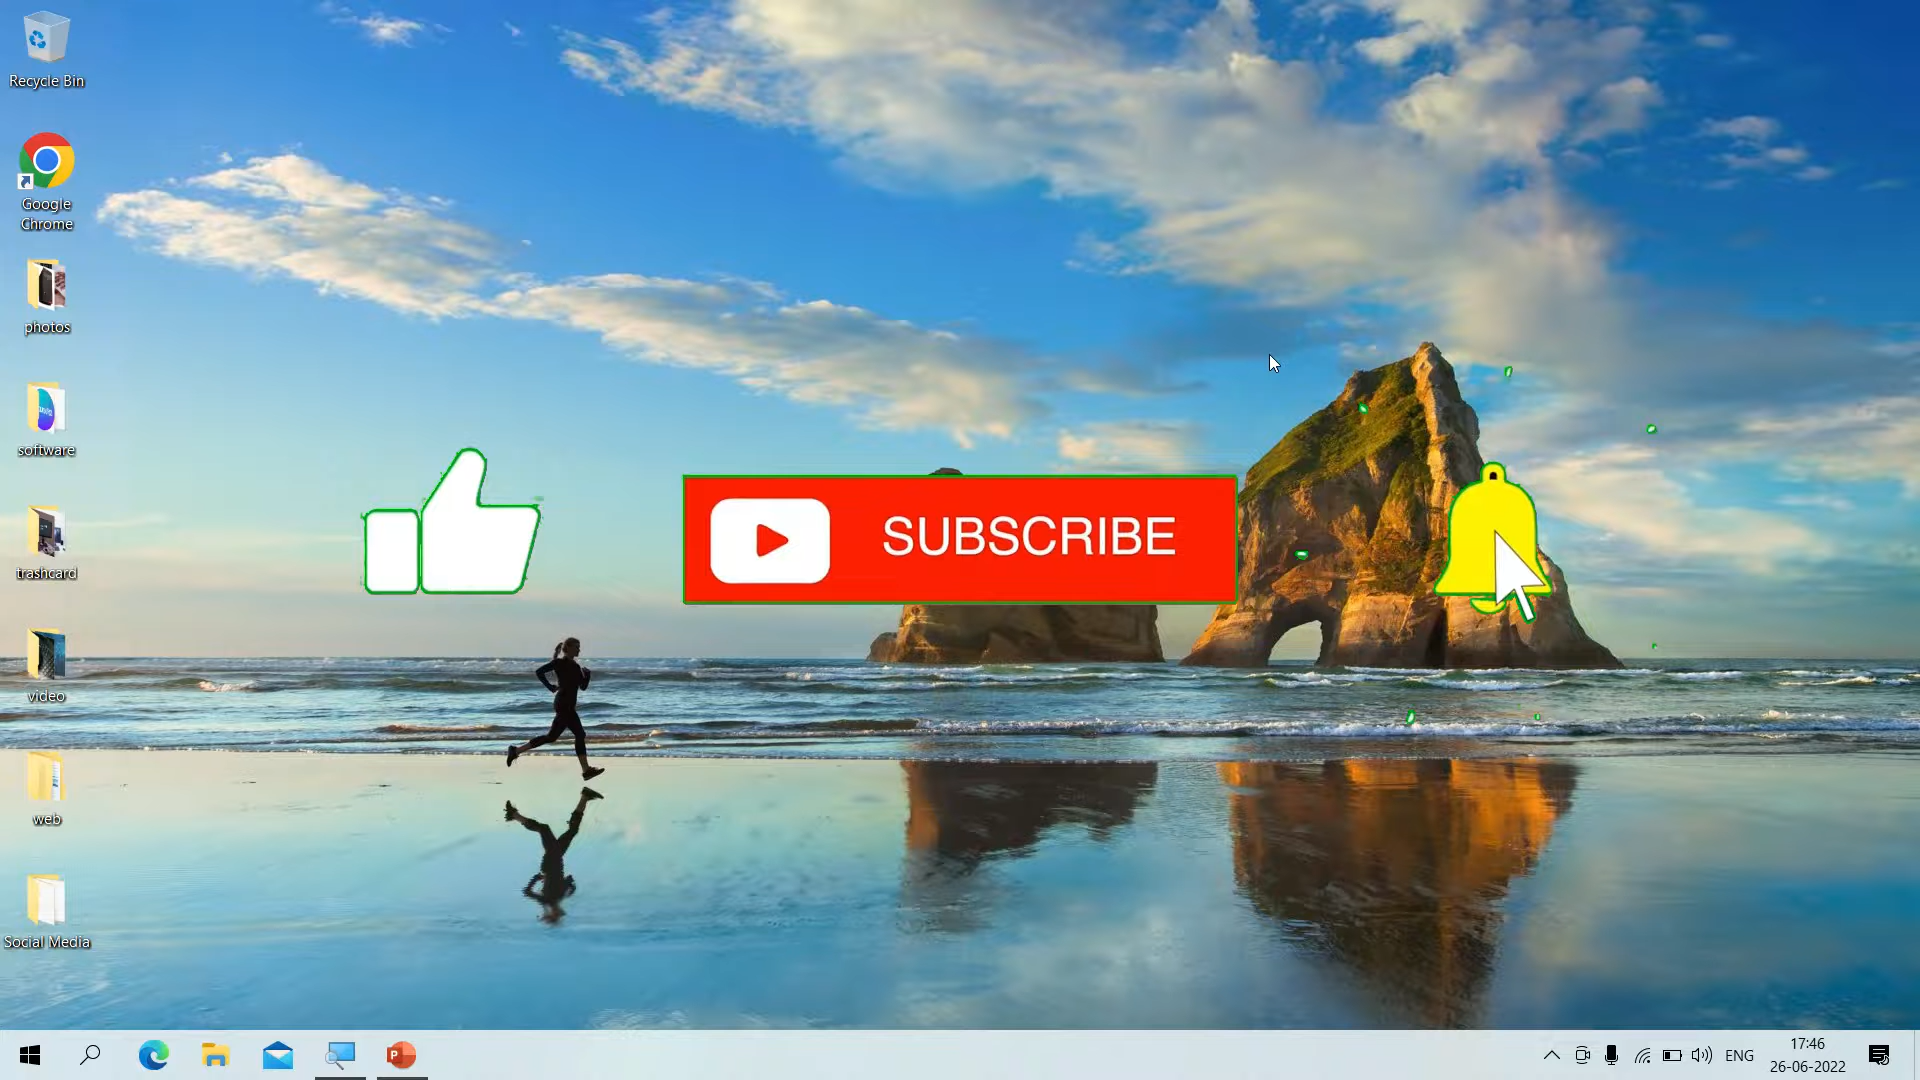 Recycle Bin
Google
Chrome
photos
software
trashcard
video
web
Social Media
SUBSCRIBE
P
ENG
17:46
26-06-2022